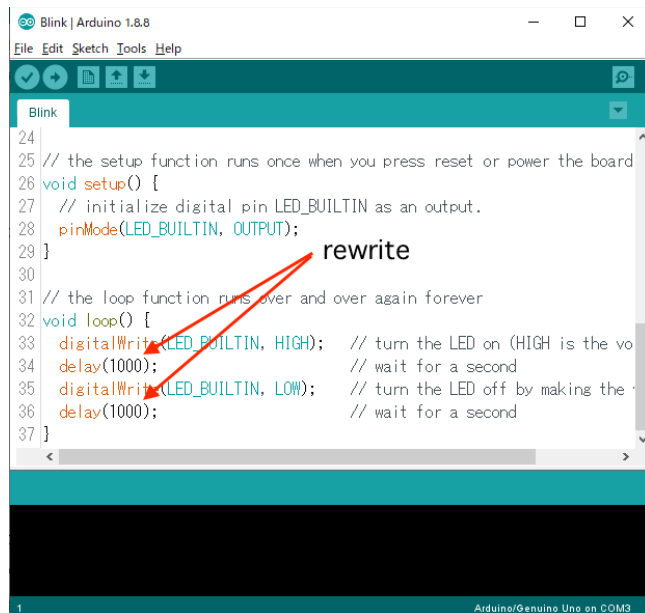 Blink | Arduino 1.8.8
File Edit Sketch Tools Help
Blink
24
25 // the setup function runs once when you press reset or power the board
26 void setup() {
27 // initialize digital pin LED_BUILTIN as an output.
28 pinMode(LED_BUILTIN, OUTPUT);
29 }
rewrite
30
31 // the loop function runs over and over again forever
32 void loop() {
33 digitalWrite(LED_BUILTIN, HIGH); // turn the LED on (HIGH is the vo
34 delay(1000); // wait for a second
35 digitalWrite(LED_BUILTIN, LOW); // turn the LED off by making the
36 delay(1000); // wait for a second
37 }
1 Arduino/Genuino Uno on COM3